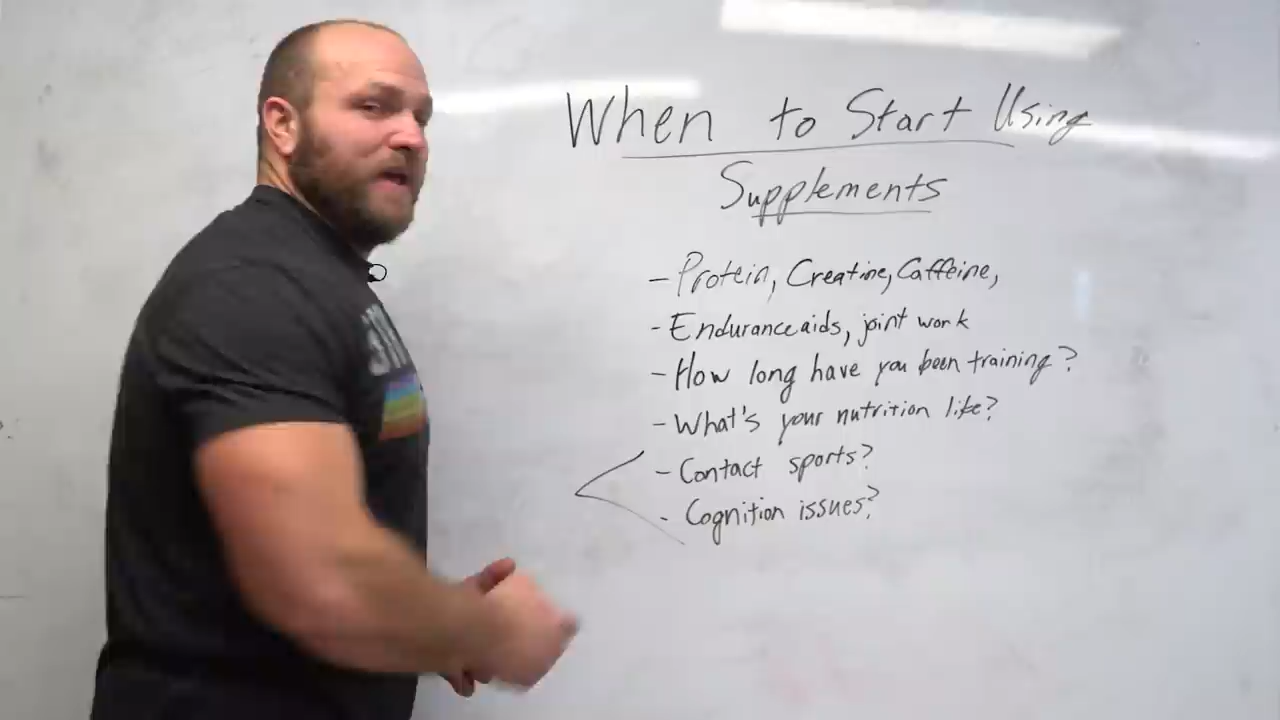 When to Start Using
Supplements
- Protein, Creatine, Caffeine,
- Endurance aids, joint work
- How long have you been training?
- What's your nutrition like?
- Contact sports?
- Cognition issues?